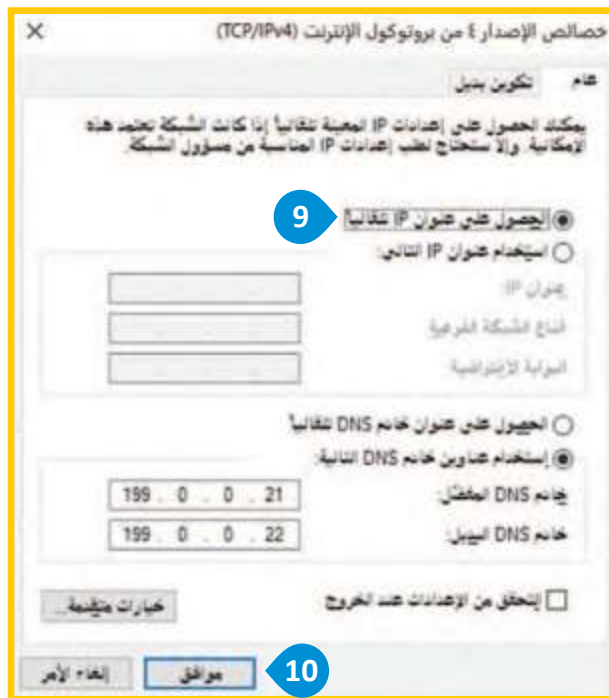 خصائص الإصدار ٤ من بروتوكول الإنترنت (TCP/IPv4)
عام
تكوين بديل
يمكنك الحصول على إعدادات IP المعينة تلقائياً إذا كانت الشبكة تعتمد هذه
الإمكانية. وإلا ستحتاج لطلب إعدادات IP المناسبة من مسؤول الشبكة.
9
الحصول على عنوان IP تلقائياً
استخدام عنوان IP التالي:
عنوان IP:
قناع الشبكة الفرعية
البوابة الافتراضية
الحصول على عنوان خادم DNS تلقائياً
إستخدام عناوين خادم DNS التالية:
خادم DNS المفضل:
199 . 0 . 0 . 21
خادم DNS البديل:
199 . 0 . 0 . 22
التحقق من الإعدادات عند الخروج
خيارات متقدمة...
10
موافق
إلغاء الأمر